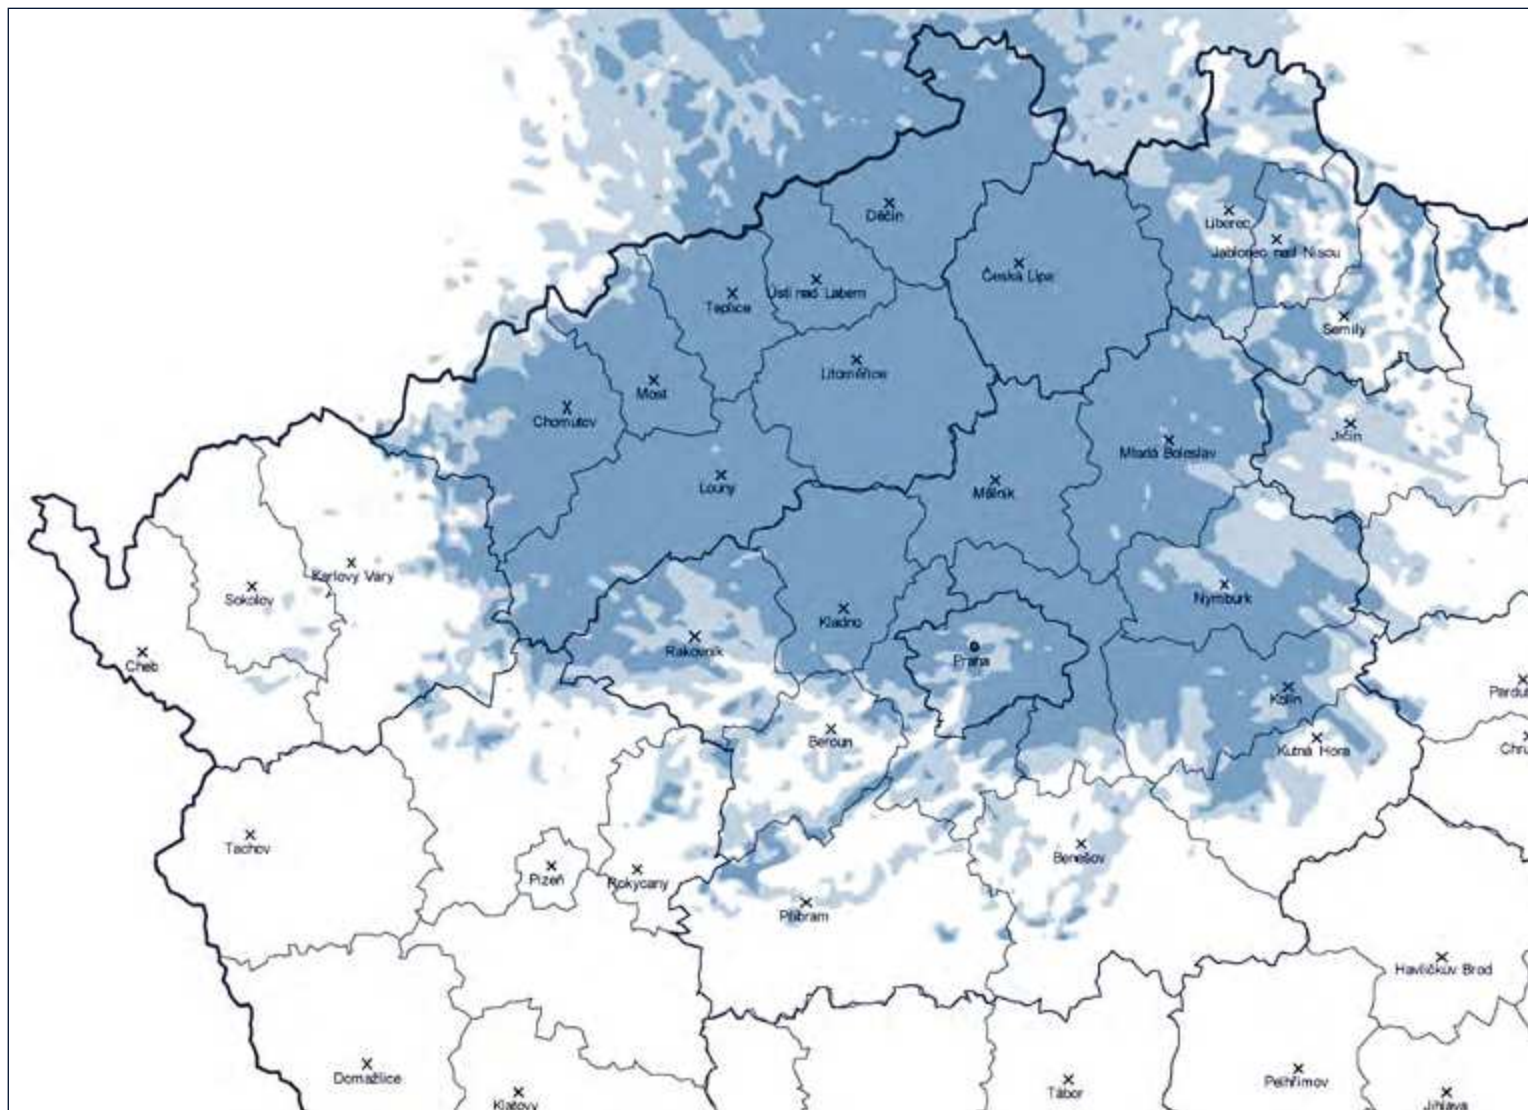 Děčín
Liberec
Jablonec nad Nisou
Česká Lípa
Ústí nad Labem
Teplice
Semily
Litoměřice
Most
Chomutov
Jičín
Mladá Boleslav
Louny
Mělník
Karlovy Vary
Sokolov
Nymburk
Kladno
Rakovník
Praha
Cheb
Pardu
Kolín
Beroun
Kutná Hora
Chru
Tachov
Benešov
Plzeň
Rokycany
Příbram
Havlíčkův Brod
Domažlice
Pelhřimov
Tábor
Klatovy
Jihlava